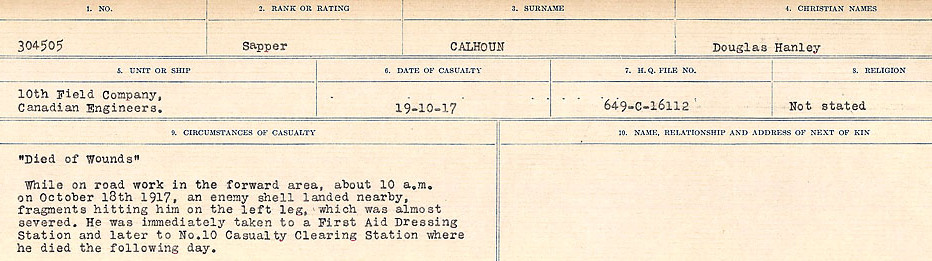 1. NO. 2. RANK OR RATING 3. SURNAME 4. CHRISTIAN NAMES
304505 Sapper CALHOUN Douglas Hanley
5. UNIT OR SHIP 6. DATE OF CASUALTY 7. H.Q. FILE NO. 8. RELIGION
10th Field Company,
Canadian Engineers. 19-10-17 649-C-16112 Not stated
9. CIRCUMSTANCES OF CASUALTY 10. NAME, RELATIONSHIP AND ADDRESS OF NEXT OF KIN
"Died of Wounds"
While on road work in the forward area, about 10 a.m.
on October 18th 1917, an enemy shell landed nearby,
fragments hitting him on the left leg, which was almost
severed. He was immediately taken to a First Aid Dressing
Station and later to No.10 Casualty Clearing Station where
he died the following day.